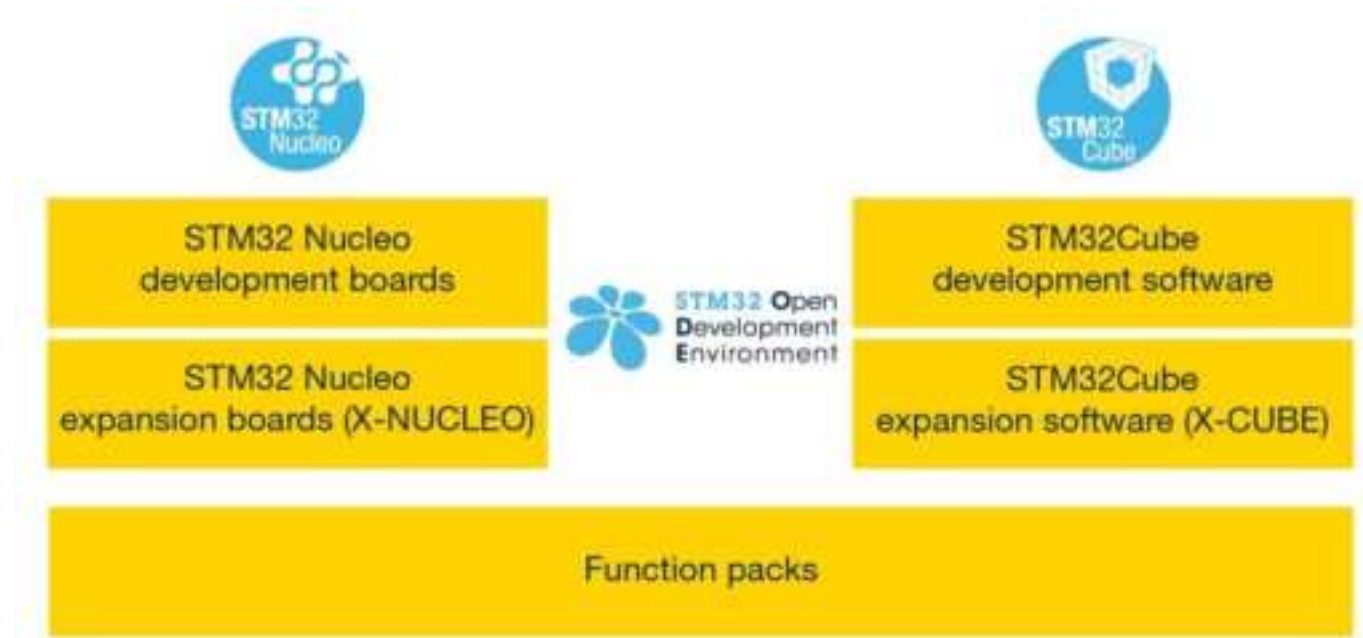 STM32
Nucleo
STM32
Cube
STM32 Nucleo
development boards
STM32 Nucleo
expansion boards (X-NUCLEO)
STM32 Open
Development
Environment
STM32Cube
development software
STM32Cube
expansion software (X-CUBE)
Function packs